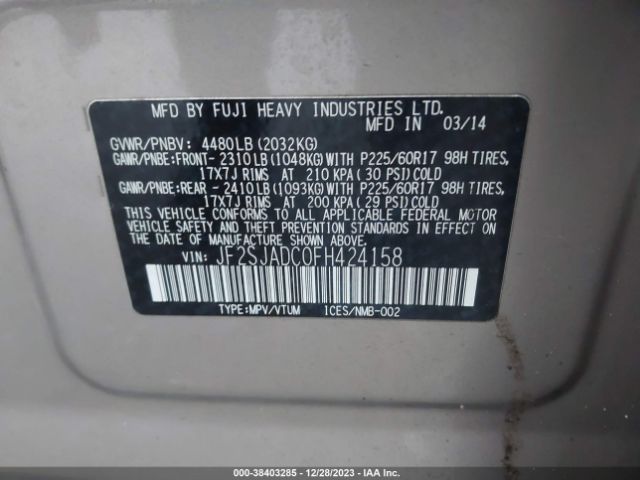 MFD BY FUJI HEAVY INDUSTRIES LTD.
MFD IN 03/14
GVWR/PNBV: 4480LB (2032KG)
GAWR/PNBE:FRONT- 2310LB (1048KG) WITH P225/60R17 98H TIRES,
17X7J RIMS AT 210 KPA ( 30 PSI) COLD
GAWR/PNBE:REAR - 2410LB (1093KG) WITH P225/60R17 98H TIRES,
17X7J RIMS AT 200 KPA ( 29 PSI) COLD
THIS VEHICLE CONFORMS TO ALL APPLICABLE FEDERAL MOTOR
VEHICLE SAFETY AND THEFT PREVENTION STANDARDS IN EFFECT
ON THE DATE OF MANUFACTURE SHOWN ABOVE.
VIN: JF2SJADC0FH424158
TYPE:MPV/VTUM ICES/NMB-002
000-38403285 - 12/28/2023 - IAA Inc.